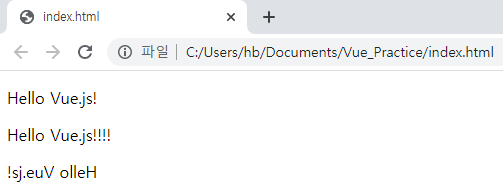 index.html
파일 C:/Users/hb/Documents/Vue_Practice/index.html
Hello Vue.js!
Hello Vue.js!!!!
!sj.euV olleH